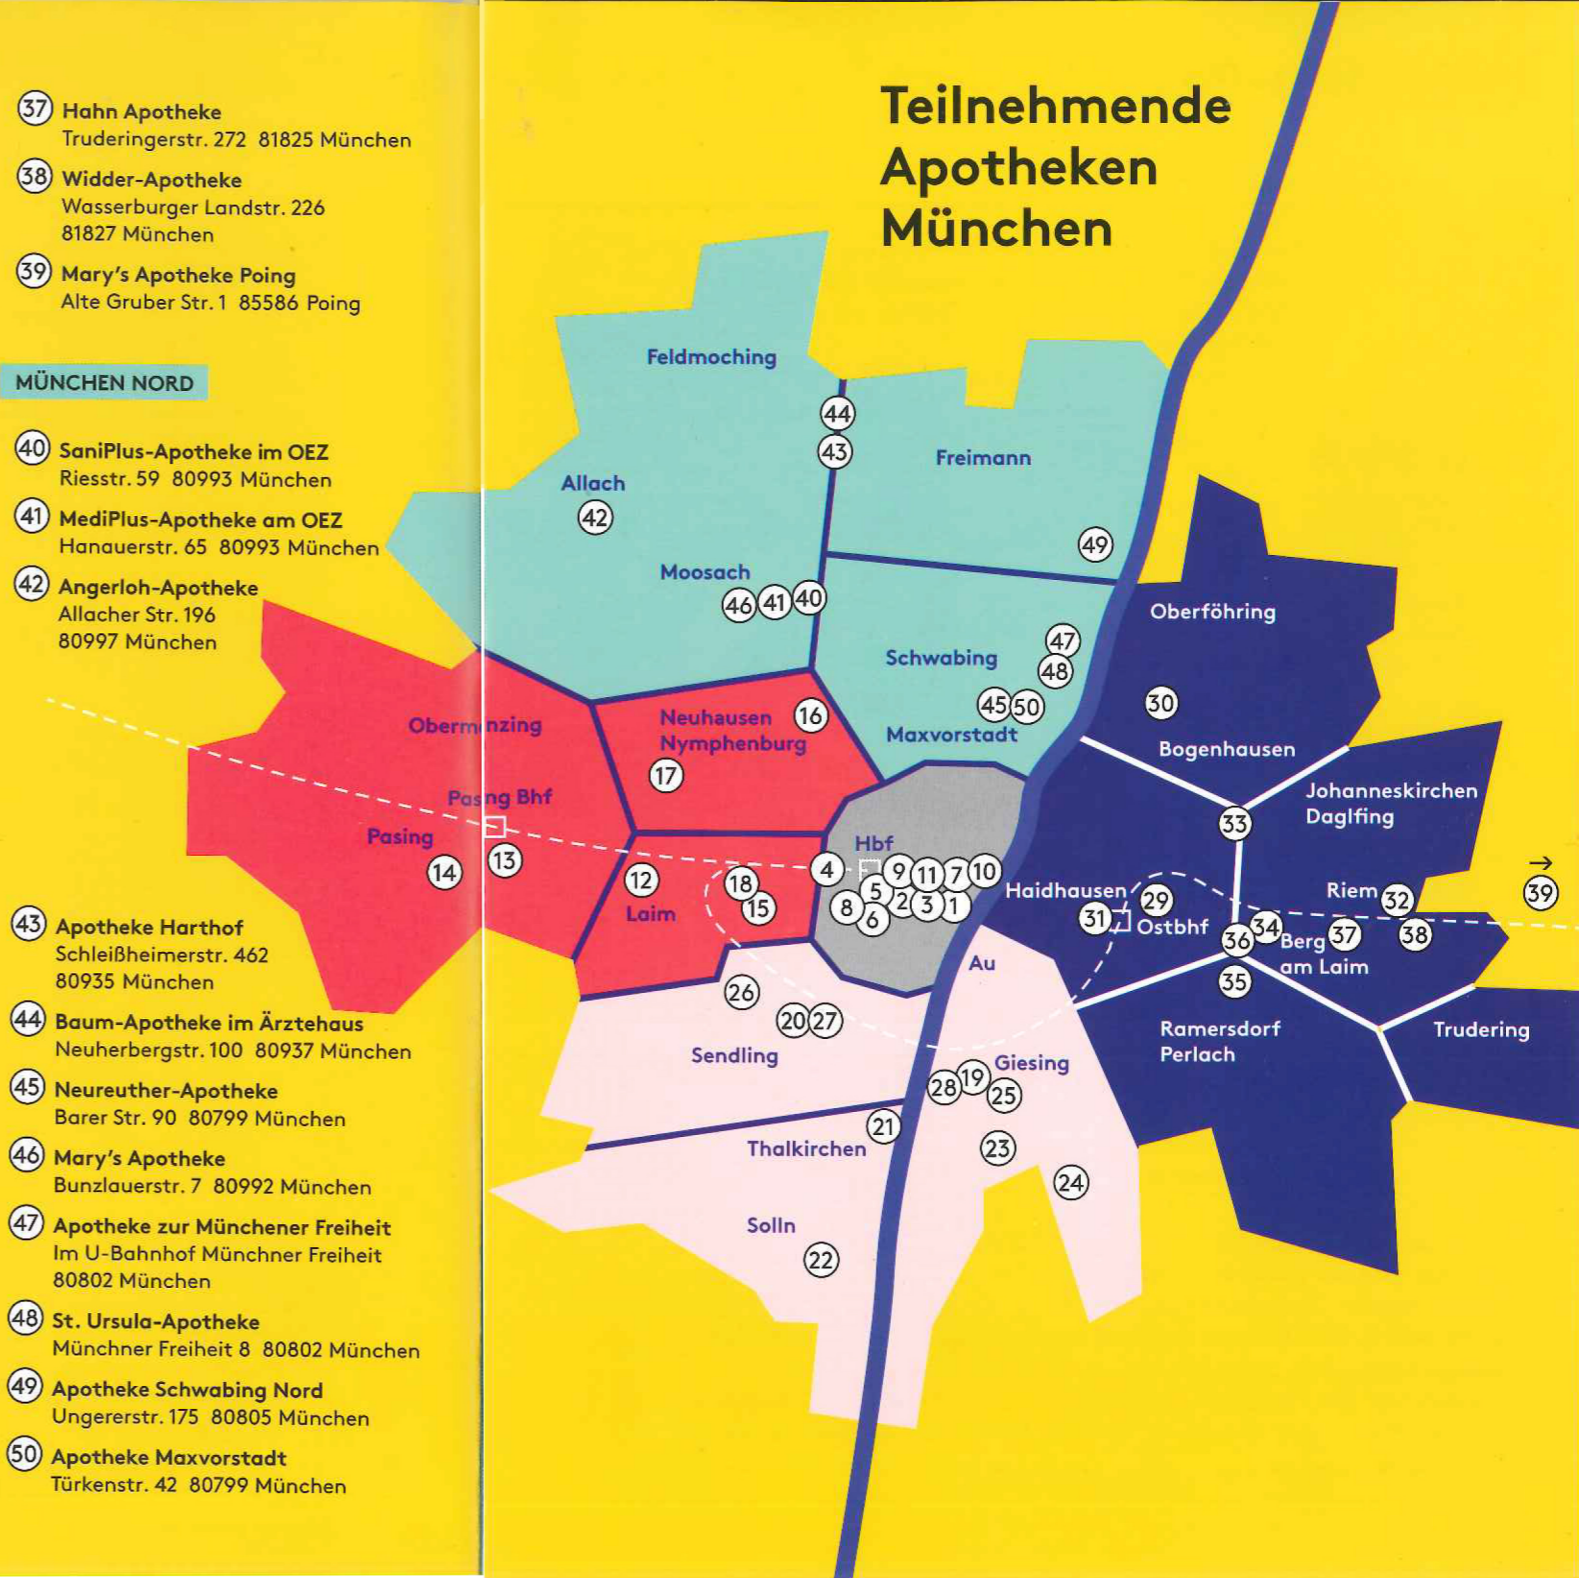 37 Hahn Apotheke
Truderingerstr. 272 81825 München
38 Widder-Apotheke
Wasserburger Landstr. 226
81827 München
39 Mary's Apotheke Poing
Alte Gruber Str. 1 85586 Poing
MÜNCHEN NORD
40 SaniPlus-Apotheke im OEZ
Riesstr. 59 80993 München
41 MediPlus-Apotheke am OEZ
Hanauerstr. 65 80993 München
42 Angerloh-Apotheke
Allacher Str. 196
80997 München
43 Apotheke Harthof
Schleißheimerstr. 462
80935 München
44 Baum-Apotheke im Ärztehaus
Neuherbergstr. 100 80937 München
45 Neureuther-Apotheke
Barer Str. 90 80799 München
46 Mary's Apotheke
Bunzlauerstr. 7 80992 München
47 Apotheke zur Münchener Freiheit
Im U-Bahnhof Münchner Freiheit
80802 München
48 St. Ursula-Apotheke
Münchner Freiheit 8 80802 München
49 Apotheke Schwabing Nord
Ungererstr. 175 80805 München
50 Apotheke Maxvorstadt
Türkenstr. 42 80799 München
Teilnehmende
Apotheken
München
Feldmoching
44
43
Freimann
Allach
42
49
Moosach
46 41 40
Oberföhring
47
Schwabing
48
45 50
30
Maxvorstadt
Neuhausen
Nymphenburg
16
17
Obermenzing
Bogenhausen
Johanneskirchen
Daglfing
Pasing Bhf
33
Pasing
14
13
Hbf
4
9 11 7 10
5
8 2 3 1
6
12
Laim
18
15
Haidhausen
31
29
Ostbhf
Riem 32
→
39
34
36
Berg
am Laim
37
38
35
Au
26
20 27
Sendling
Ramersdorf
Perlach
Trudering
Giesing
28 19
25
21
Thalkirchen
23
24
Solln
22